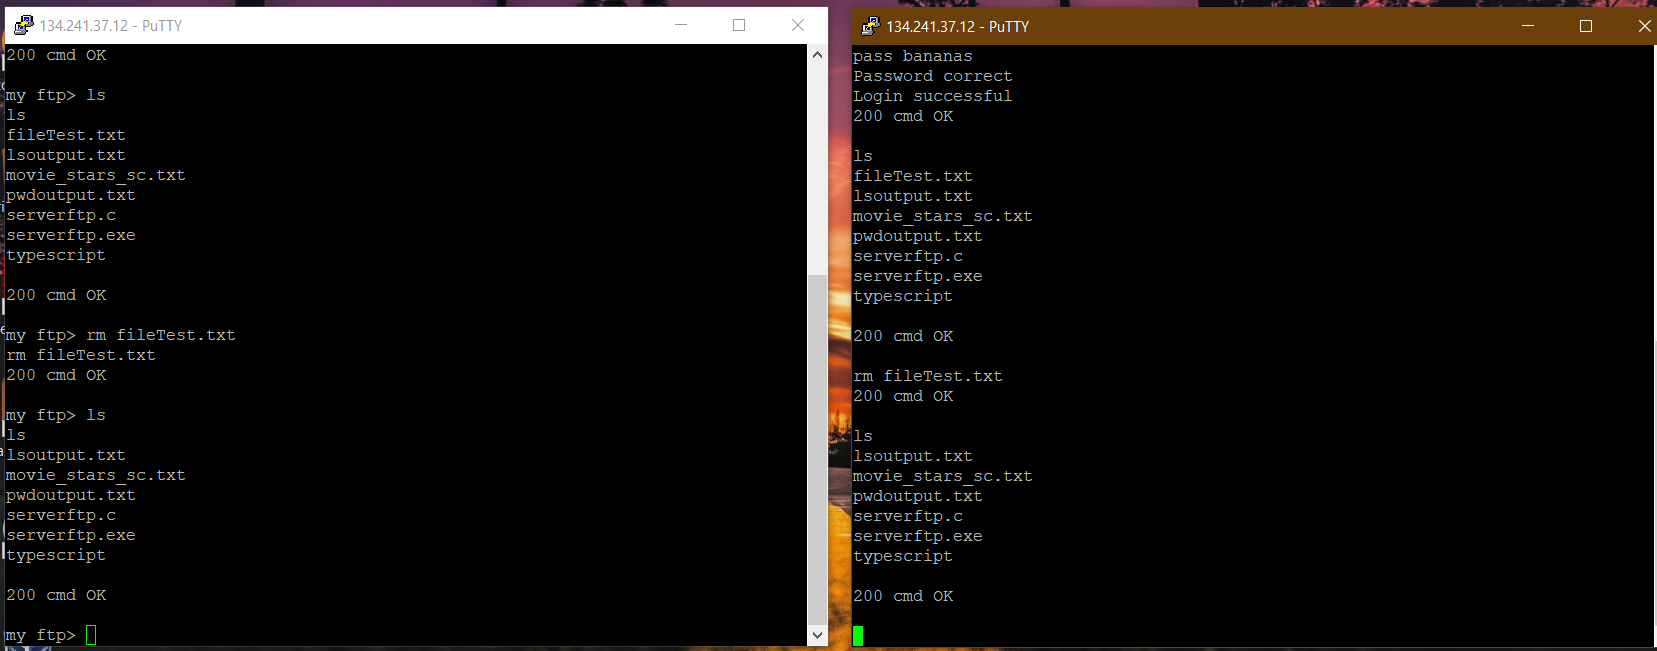 134.241.37.12 - PuTTY
200 cmd OK
my ftp> ls
ls
fileTest.txt
lsoutput.txt
movie_stars_sc.txt
pwdoutput.txt
serverftp.c
serverftp.exe
typescript
200 cmd OK
my ftp> rm fileTest.txt
rm fileTest.txt
200 cmd OK
my ftp> ls
ls
lsoutput.txt
movie_stars_sc.txt
pwdoutput.txt
serverftp.c
serverftp.exe
typescript
200 cmd OK
my ftp>
134.241.37.12 - PuTTY
pass bananas
Password correct
Login successful
200 cmd OK
ls
fileTest.txt
lsoutput.txt
movie_stars_sc.txt
pwdoutput.txt
serverftp.c
serverftp.exe
typescript
200 cmd OK
rm fileTest.txt
200 cmd OK
ls
lsoutput.txt
movie_stars_sc.txt
pwdoutput.txt
serverftp.c
serverftp.exe
typescript
200 cmd OK